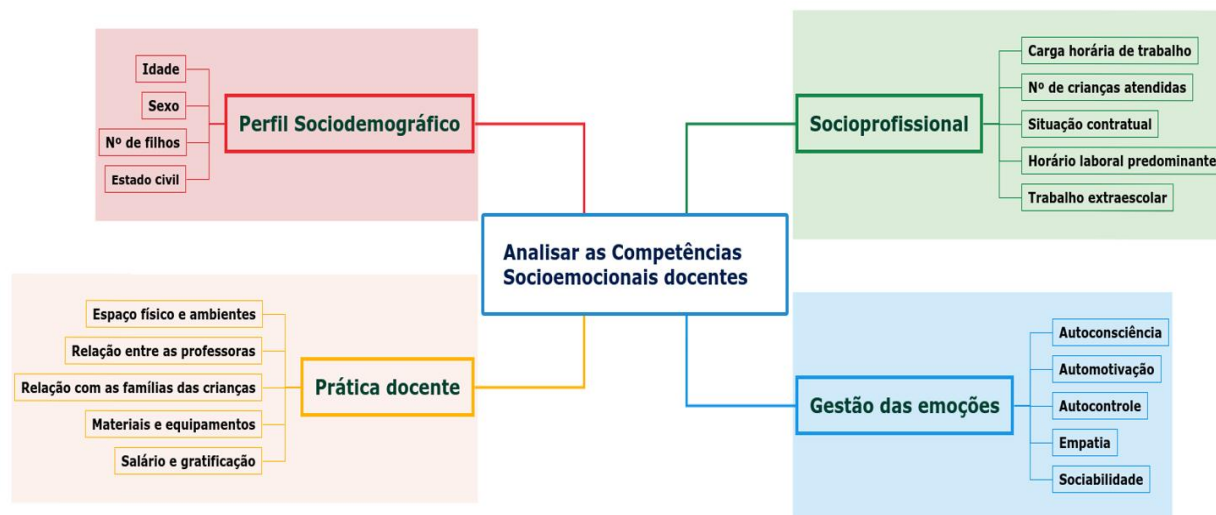 Idade
Sexo
Nº de filhos
Estado civil
Perfil Sociodemográfico
Socioprofissional
Carga horária de trabalho
Nº de crianças atendidas
Situação contratual
Horário laboral predominante
Trabalho extraescolar
Analisar as Competências
Socioemocionais docentes
Espaço físico e ambientes
Relação entre as professoras
Relação com as famílias das crianças
Materiais e equipamentos
Salário e gratificação
Prática docente
Gestão das emoções
Autoconsciência
Automotivação
Autocontrole
Empatia
Sociabilidade